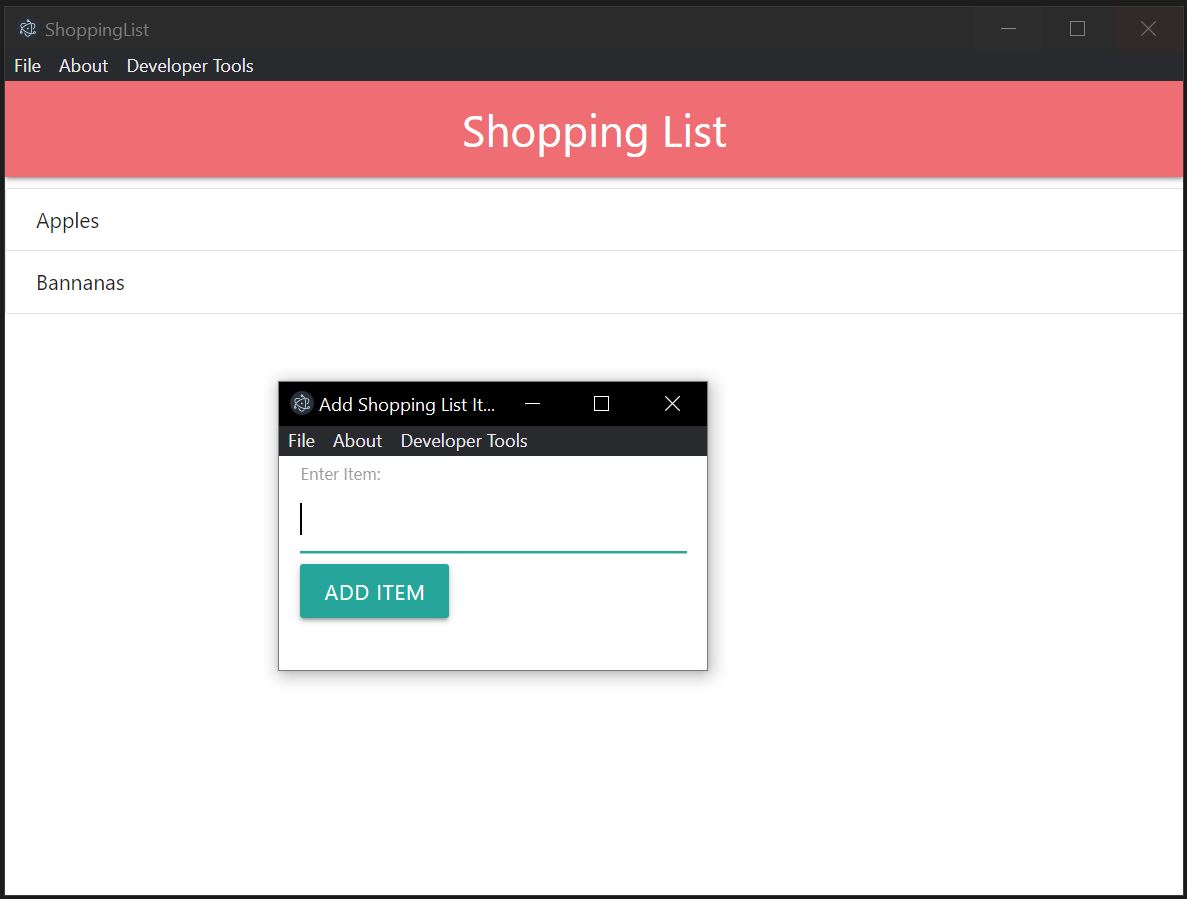 ShoppingList
File About Developer Tools
Shopping List
Apples
Bannanas
Add Shopping List It...
File About Developer Tools
Enter Item:
ADD ITEM